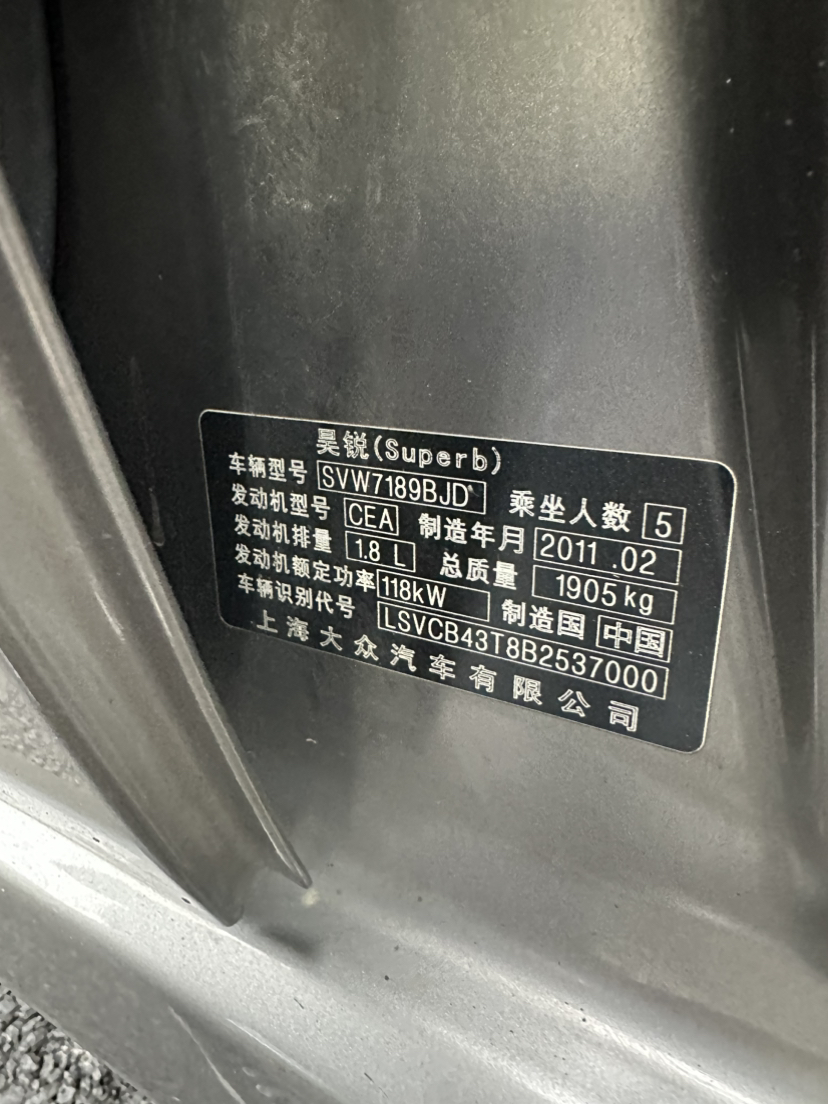 昊锐(Superb)
车辆型号 SVW7189BJD 乘坐人数 5
发动机型号 CEA 制造年月 2011.02
发动机排量 1.8 L 总质量 1905kg
发动机额定功率 118kW 制造国 中国
车辆识别代号 LSVCB43T8B2537000
上海大众汽车有限公司